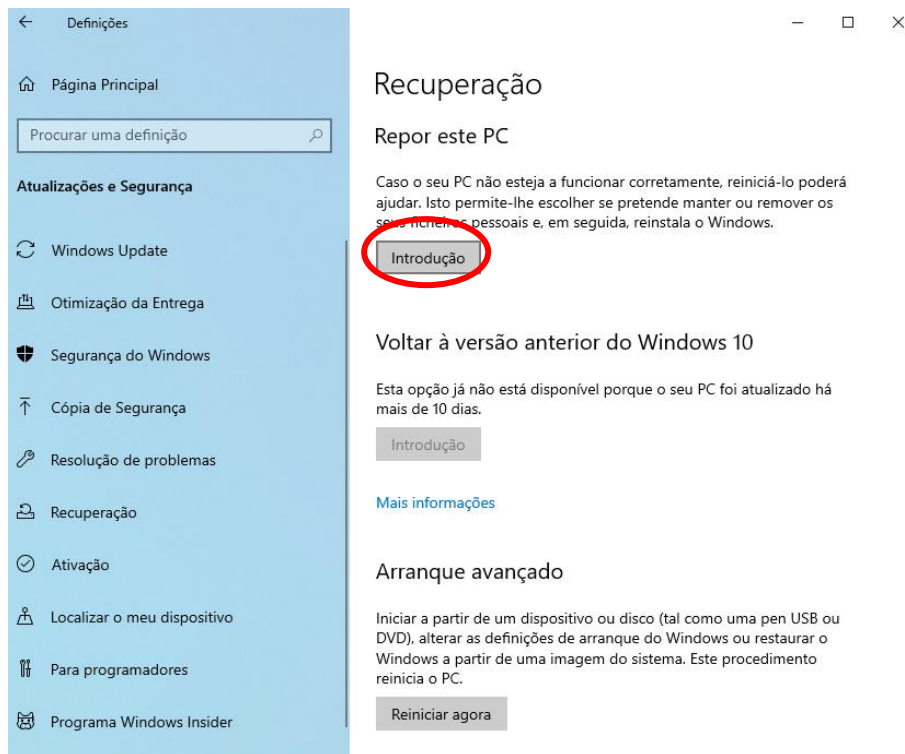 Definições
Página Principal
Procurar uma definição
Atualizações e Segurança
Windows Update
Otimização da Entrega
Segurança do Windows
Cópia de Segurança
Resolução de problemas
Recuperação
Ativação
Localizar o meu dispositivo
Para programadores
Programa Windows Insider
Recuperação
Repor este PC
Caso o seu PC não esteja a funcionar corretamente, reiniciá-lo poderá
ajudar. Isto permite-lhe escolher se pretende manter ou remover os
seus ficheiros pessoais e, em seguida, reinstala o Windows.
Introdução
Voltar à versão anterior do Windows 10
Esta opção já não está disponível porque o seu PC foi atualizado há
mais de 10 dias.
Introdução
Mais informações
Arranque avançado
Iniciar a partir de um dispositivo ou disco (tal como uma pen USB ou
DVD), alterar as definições de arranque do Windows ou restaurar o
Windows a partir de uma imagem do sistema. Este procedimento
reinicia o PC.
Reiniciar agora